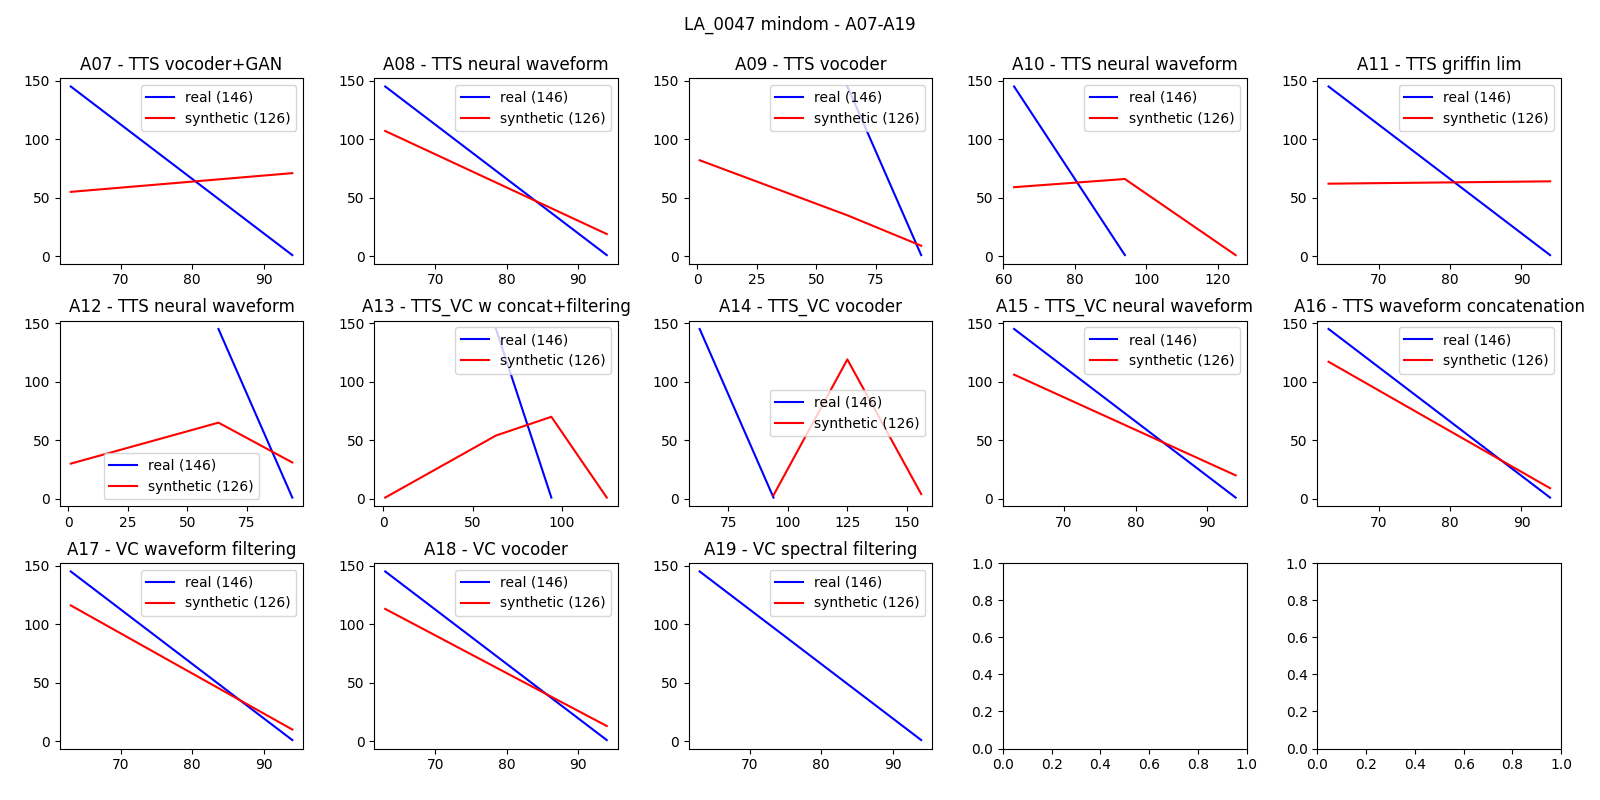 LA_0047 mindom - A07-A19
A07 - TTS vocoder+GAN
150
100
50
0
70
80
90
real (146)
synthetic (126)
A08 - TTS neural waveform
150
100
50
0
70
80
90
real (146)
synthetic (126)
A09 - TTS vocoder
150
100
50
0
0
25
50
75
real (146)
synthetic (126)
A10 - TTS neural waveform
150
100
50
0
60
80
100
120
real (146)
synthetic (126)
A11 - TTS griffin lim
150
100
50
0
70
80
90
real (146)
synthetic (126)
A12 - TTS neural waveform
150
100
50
0
0
25
50
75
real (146)
synthetic (126)
A13 - TTS_VC w concat+filtering
150
100
50
0
0
50
100
real (146)
synthetic (126)
A14 - TTS_VC vocoder
150
100
50
0
75
100
125
150
real (146)
synthetic (126)
A15 - TTS_VC neural waveform
150
100
50
0
70
80
90
real (146)
synthetic (126)
A16 - TTS waveform concatenation
150
100
50
0
70
80
90
real (146)
synthetic (126)
A17 - VC waveform filtering
150
100
50
0
70
80
90
real (146)
synthetic (126)
A18 - VC vocoder
150
100
50
0
70
80
90
real (146)
synthetic (126)
A19 - VC spectral filtering
150
100
50
0
70
80
90
real (146)
synthetic (126)
1.0
0.8
0.6
0.4
0.2
0.0
0.0
0.2
0.4
0.6
0.8
1.0
1.0
0.8
0.6
0.4
0.2
0.0
0.0
0.2
0.4
0.6
0.8
1.0